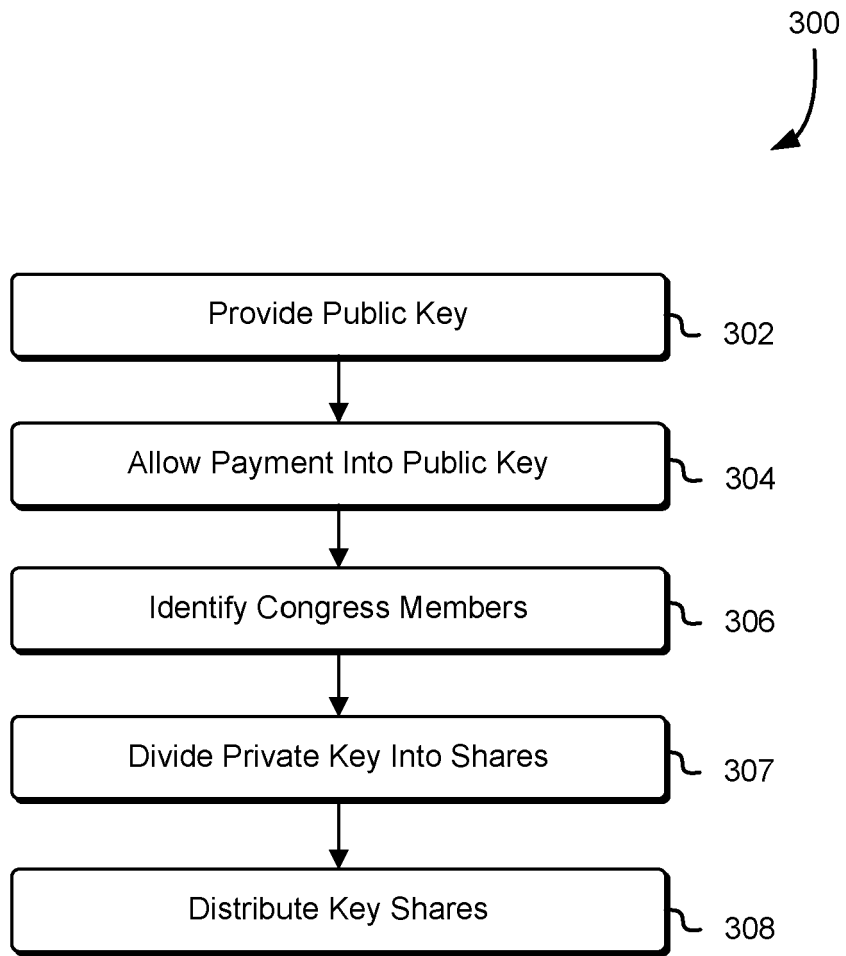 300
Provide Public Key
302
Allow Payment Into Public Key
304
Identify Congress Members
306
Divide Private Key Into Shares
307
Distribute Key Shares
308